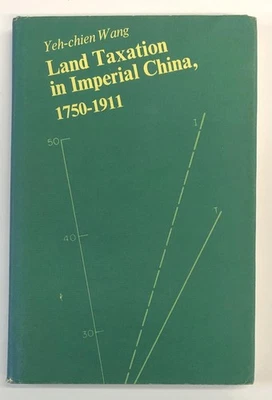 Yeh-chien Wang
Land Taxation
in Imperial China,
1750-1911
50
40
30